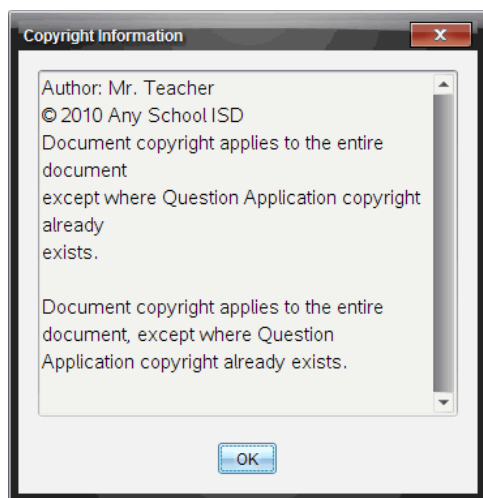 Copyright Information
Author: Mr. Teacher
© 2010 Any School ISD
Document copyright applies to the entire
document
except where Question Application copyright
already
exists.
Document copyright applies to the entire
document, except where Question
Application copyright already exists.
OK